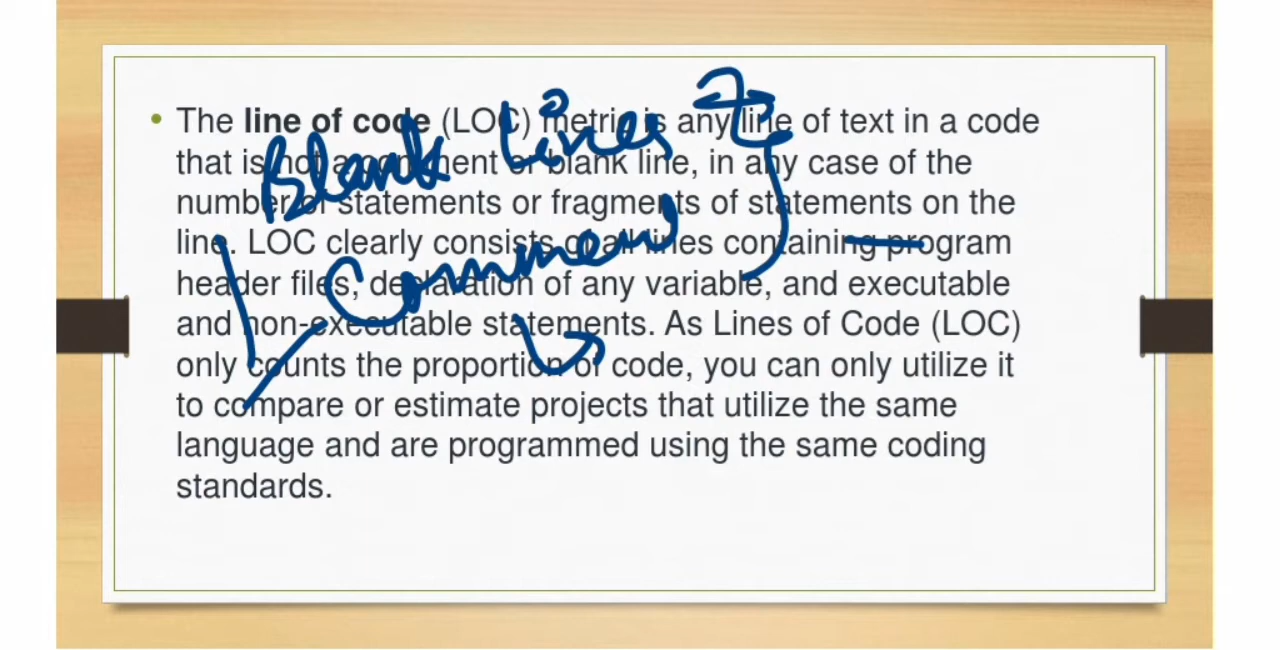 • The line of code (LOC) metric is any line of text in a code
that is not a comment or blank line, in any case of the
number of statements or fragments of statements on the
line. LOC clearly consists of all lines containing program
header files, declaration of any variable, and executable
and non-executable statements. As Lines of Code (LOC)
only counts the proportion of code, you can only utilize it
to compare or estimate projects that utilize the same
language and are programmed using the same coding
standards.
Blank Lines
Comment